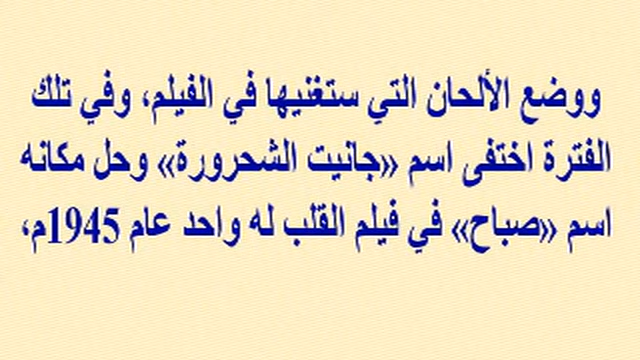 ووضع الألحان التي ستغنيها في الفيلم، وفي تلك
الفترة اختفى اسم «جانيت الشحرورة» وحل مكانه
اسم «صباح» في فيلم القلب له واحد عام 1945م،